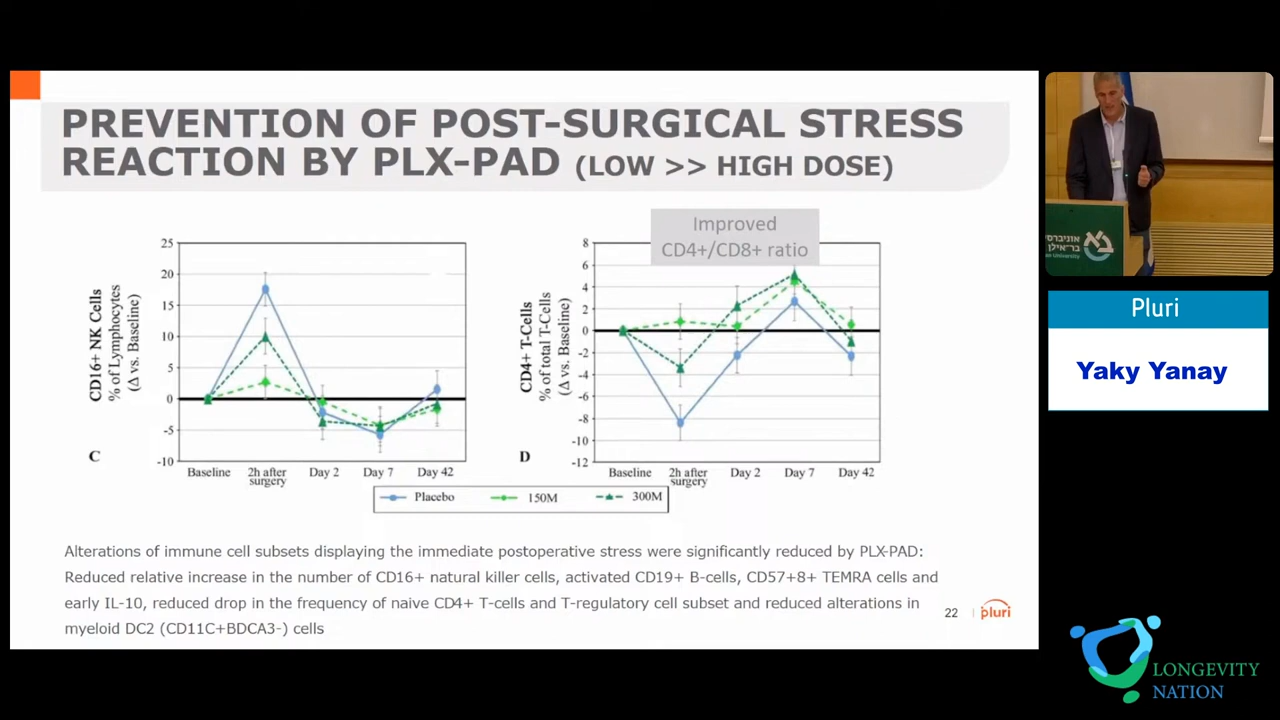 PREVENTION OF POST-SURGICAL STRESS
REACTION BY PLX-PAD (LOW >> HIGH DOSE)
CD16+ NK Cells
% of Lymphocytes
(Δ vs. Baseline)
25
20
15
10
5
0
-5
-10
Baseline
2h after
surgery
Day 2
Day 7
Day 42
C
Improved
CD4+/CD8+ ratio
CD4+ T-Cells
% of total T-Cells
(Δ vs. Baseline)
8
6
4
2
0
-2
-4
-6
-8
-10
-12
Baseline
2h after
surgery
Day 2
Day 7
Day 42
D
Placebo
150M
300M
Alterations of immune cell subsets displaying the immediate postoperative stress were significantly reduced by PLX-PAD:
Reduced relative increase in the number of CD16+ natural killer cells, activated CD19+ B-cells, CD57+8+ TEMRA cells and
early IL-10, reduced drop in the frequency of naive CD4+ T-cells and T-regulatory cell subset and reduced alterations in
myeloid DC2 (CD11C+BDCA3-) cells
22
pluri
אוניברסי
בר־אילן
University
Pluri
Yaky Yanay
LONGEVITY
NATION